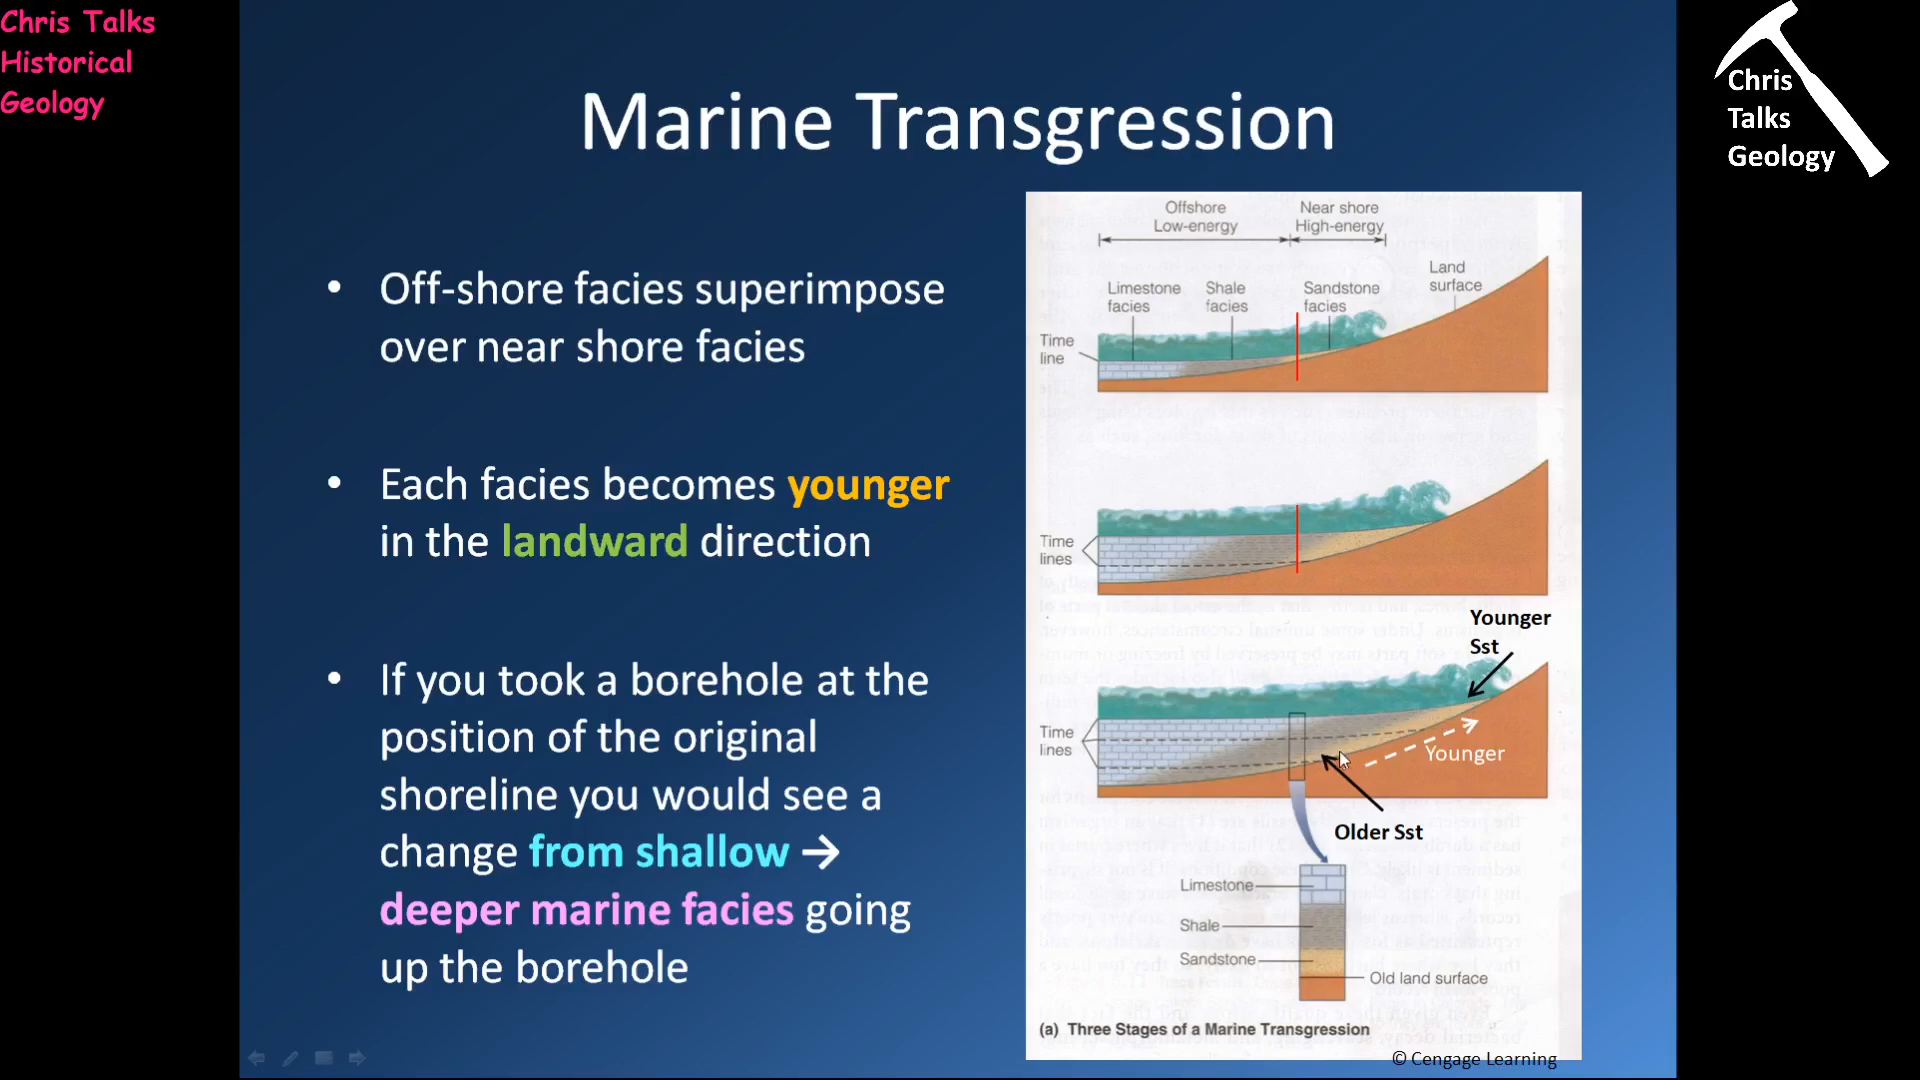 Chris Talks
Historical
Geology
Chris
Talks
Geology
Marine Transgression
• Off-shore facies superimpose
over near shore facies
• Each facies becomes younger
in the landward direction
• If you took a borehole at the
position of the original
shoreline you would see a
change from shallow →
deeper marine facies going
up the borehole
Offshore
Low-energy
Near shore
High-energy
Land
surface
Limestone
facies
Shale
facies
Sandstone
facies
Time
line
Time
lines
Younger
Sst
Time
lines
Younger
Older Sst
Limestone
Shale
Sandstone
Old land surface
(a) Three Stages of a Marine Transgression
© Cengage Learning